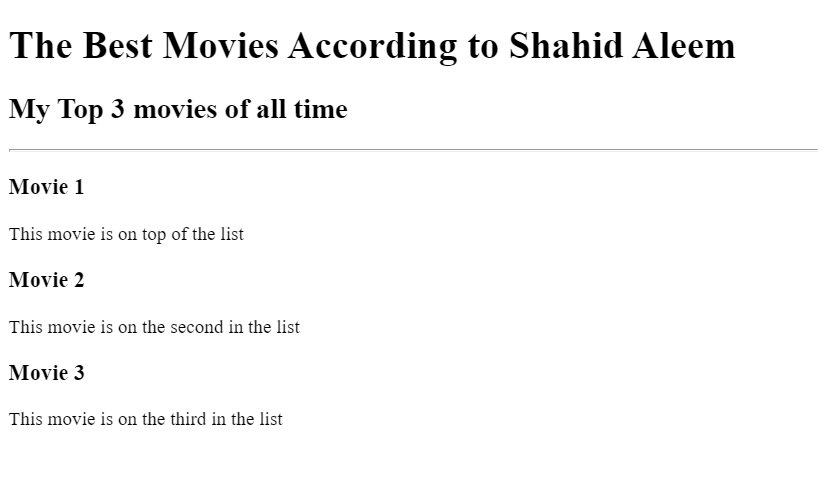 The Best Movies According to Shahid Aleem
My Top 3 movies of all time
Movie 1
This movie is on top of the list
Movie 2
This movie is on the second in the list
Movie 3
This movie is on the third in the list